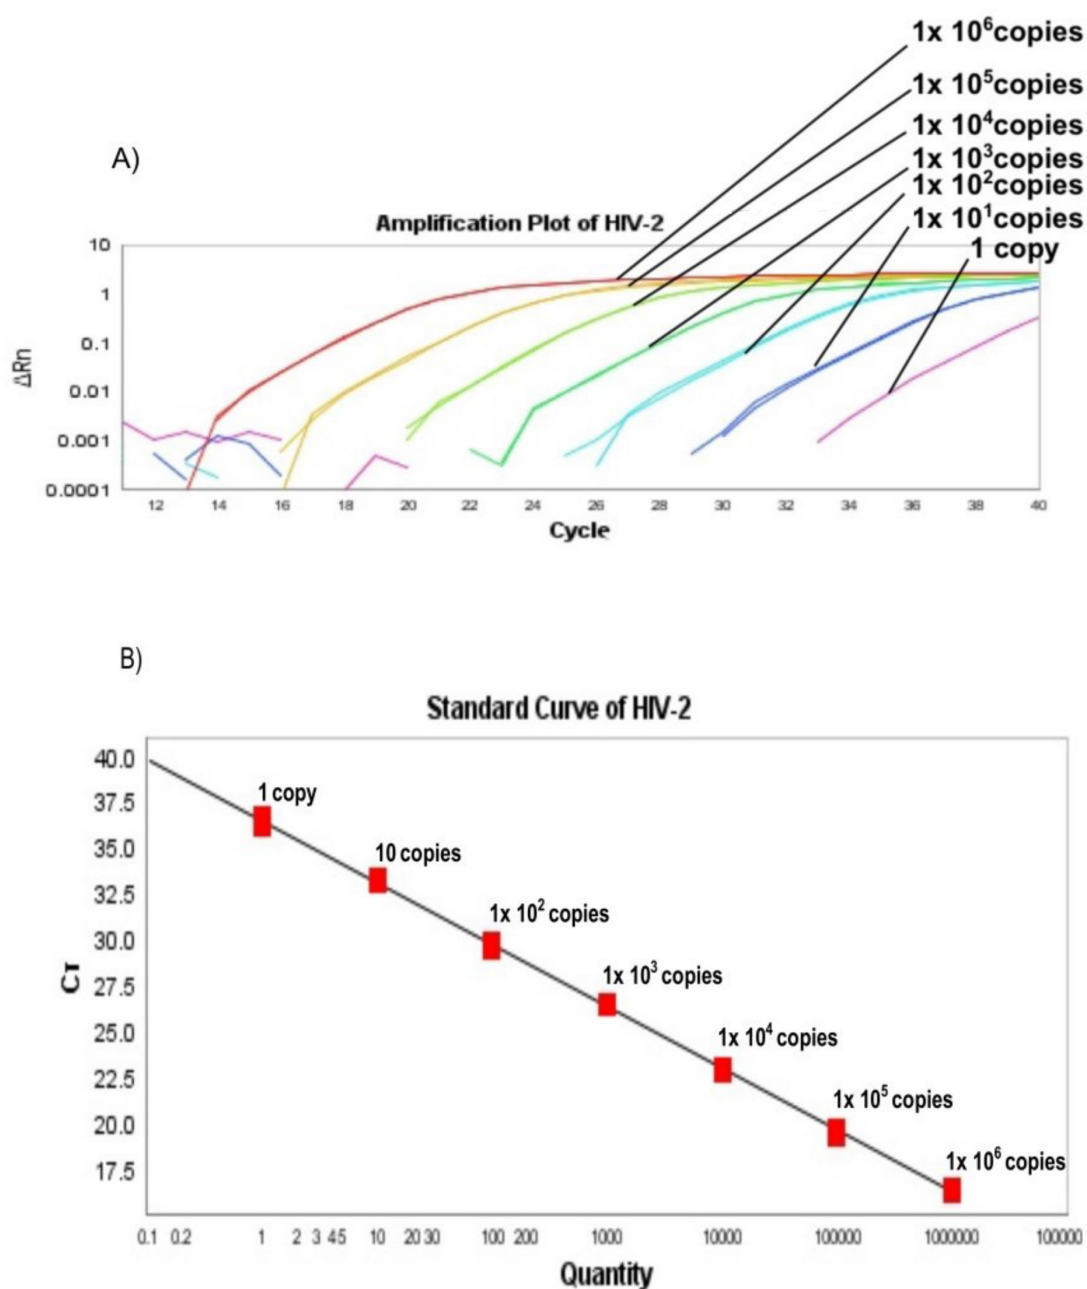 1x 10⁶copies
1x 10⁵copies
1x 10⁴copies
A)
1x 10³copies
1x 10²copies
1x 10¹copies
Amplification Plot of HIV-2
1 copy
10
1
0.1
0.01
0.001
0.0001
ΔRn
12 14 16 18 20 22 24 26 28 30 32 34 36 38 40
Cycle
B)
Standard Curve of HIV-2
40.0
37.5
35.0
32.5
30.0
27.5
25.0
22.5
20.0
17.5
Cᴛ
1 copy
10 copies
1x 10² copies
1x 10³ copies
1x 10⁴ copies
1x 10⁵ copies
1x 10⁶ copies
0.1 0.2 1 2 3 45 10 20 30 100 200 1000 10000 100000 1000000 100000
Quantity